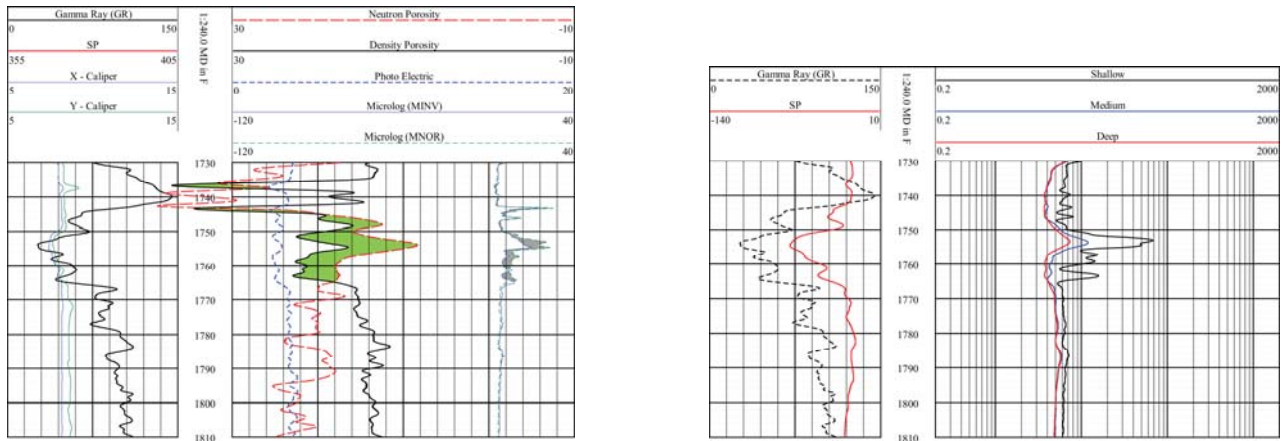 Gamma Ray (GR)
0 150
SP
355 405
X - Caliper
5 15
Y - Caliper
5 15
1:240.0 MD in F
Neutron Porosity
30 -10
Density Porosity
30 -10
Photo Electric
0 20
Microlog (MINV)
-120 40
Microlog (MNOR)
-120 40
1730
1740
1750
1760
1770
1780
1790
1800
1810
Gamma Ray (GR)
0 150
SP
-140 10
1:240.0 MD in F
Shallow
0.2 2000
Medium
0.2 2000
Deep
0.2 2000
1730
1740
1750
1760
1770
1780
1790
1800
1810